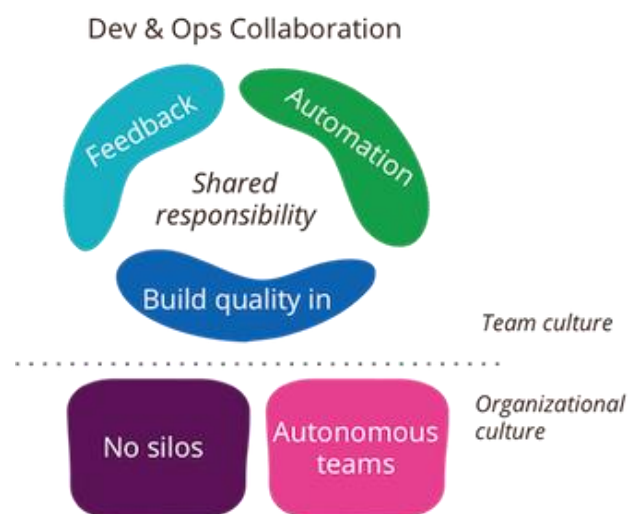 Dev & Ops Collaboration
Feedback
Automation
Shared
responsibility
Build quality in
Team culture
Organizational
culture
No silos
Autonomous
teams